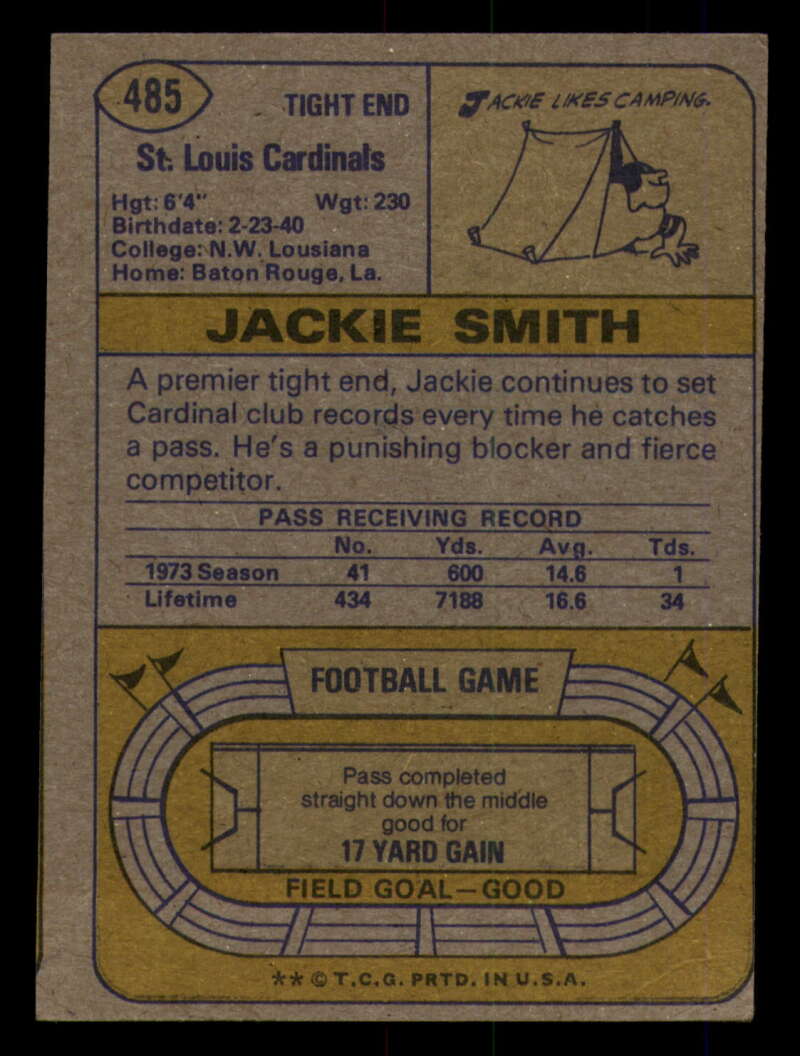 485
TIGHT END
St. Louis Cardinals
Hgt: 6'4" Wgt: 230
Birthdate: 2-23-40
College: N.W. Lousiana
Home: Baton Rouge, La.
JACKIE LIKES CAMPING.
JACKIE SMITH
A premier tight end, Jackie continues to set
Cardinal club records every time he catches
a pass. He's a punishing blocker and fierce
competitor.
PASS RECEIVING RECORD
No. Yds. Avg. Tds.
1973 Season 41 600 14.6 1
Lifetime 434 7188 16.6 34
FOOTBALL GAME
Pass completed
straight down the middle
good for
17 YARD GAIN
FIELD GOAL—GOOD
** © T.C.G. PRTD. IN U.S.A.